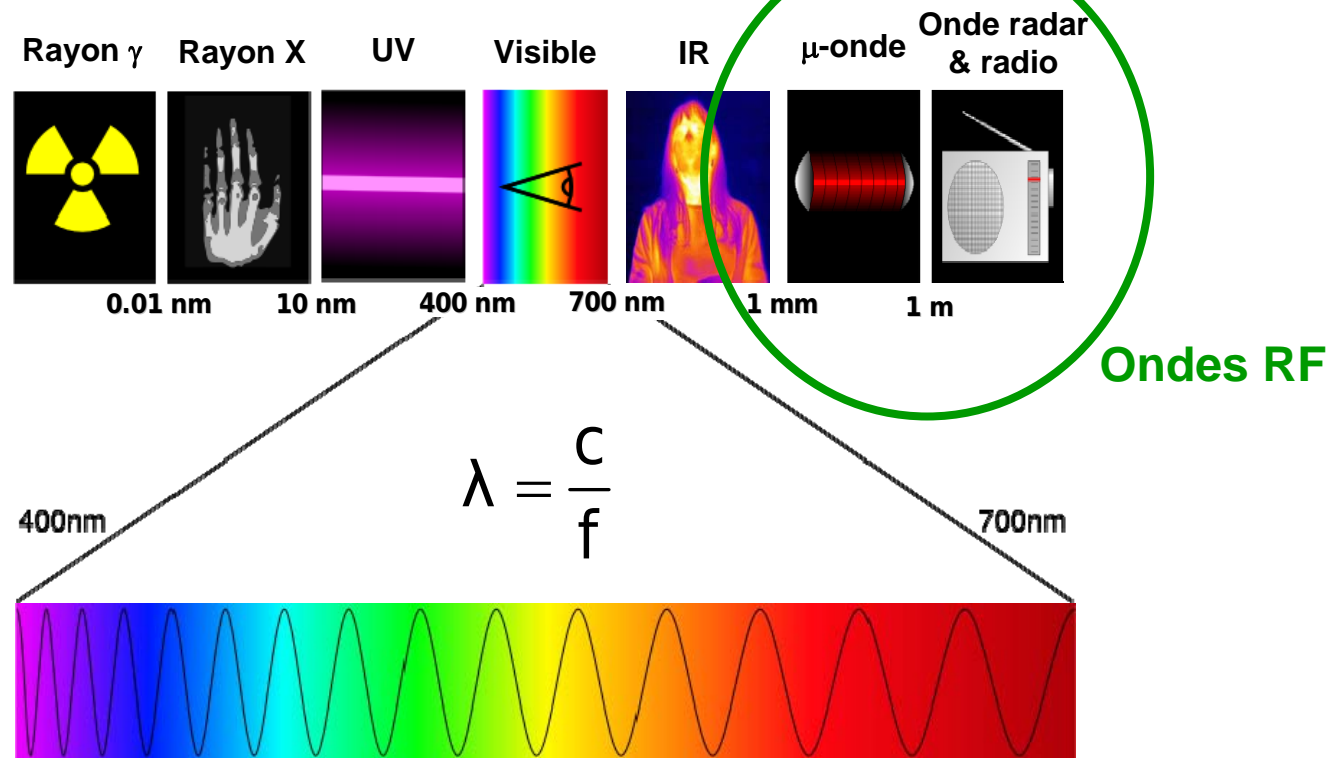 Rayon γ
Rayon X
UV
Visible
IR
μ-onde
Onde radar
& radio
0.01 nm
10 nm
400 nm
700 nm
1 mm
1 m
Ondes RF
λ = c/f
400nm
700nm